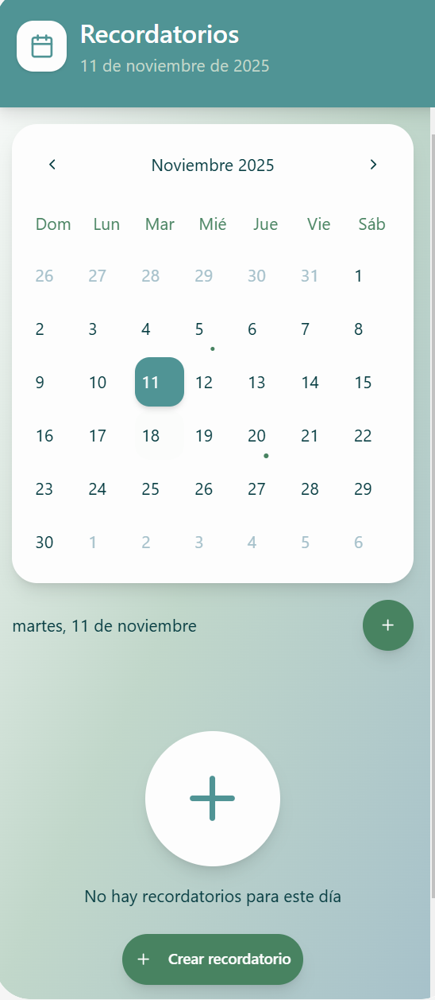 Recordatorios
11 de noviembre de 2025
Noviembre 2025
Dom Lun Mar Mié Jue Vie Sáb
26 27 28 29 30 31 1
2 3 4 5 6 7 8
9 10 11 12 13 14 15
16 17 18 19 20 21 22
23 24 25 26 27 28 29
30 1 2 3 4 5 6
martes, 11 de noviembre
No hay recordatorios para este día
Crear recordatorio